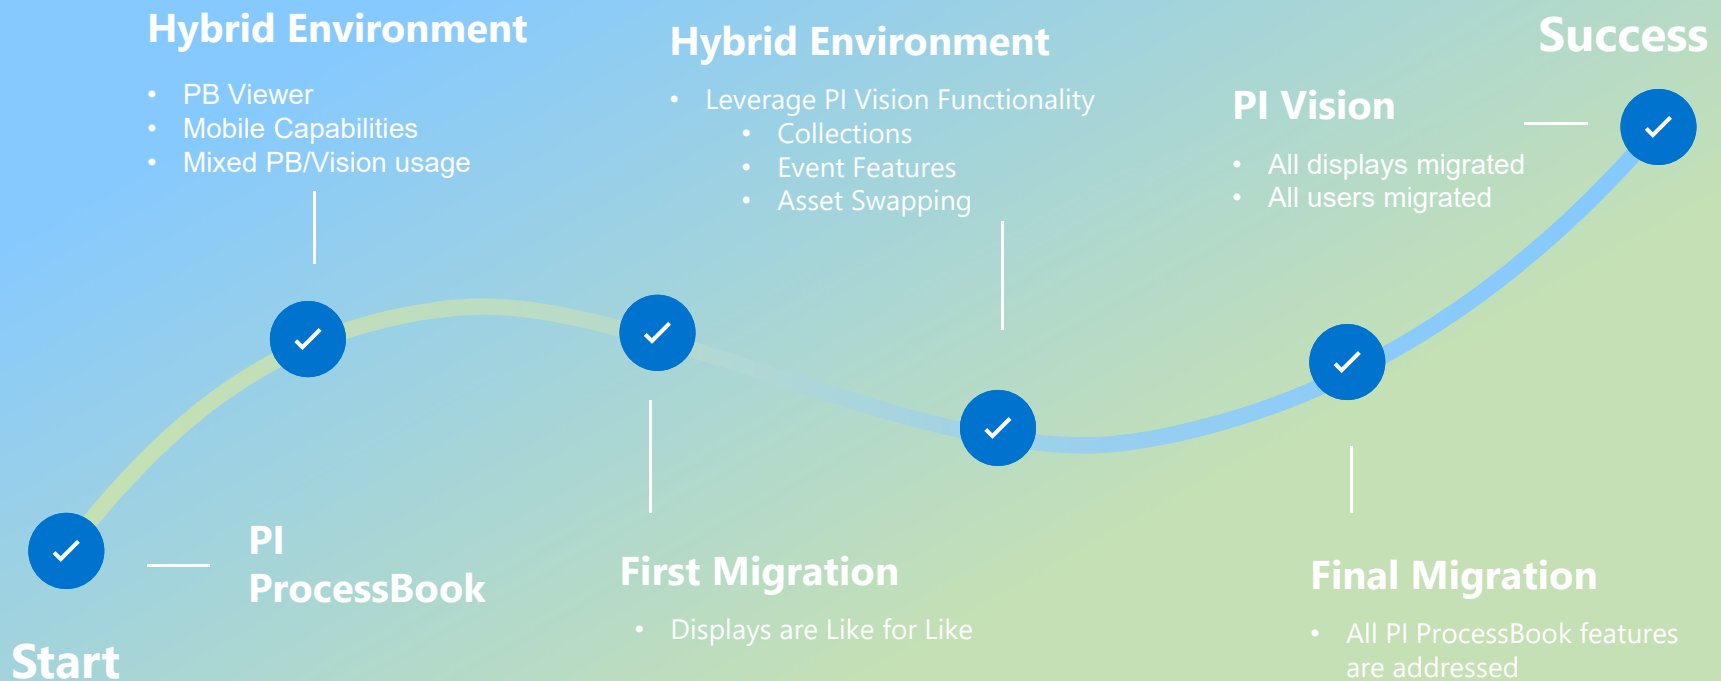 Hybrid Environment
• PB Viewer
• Mobile Capabilities
• Mixed PB/Vision usage
Hybrid Environment
• Leverage PI Vision Functionality
• Collections
• Event Features
• Asset Swapping
Success
PI Vision
• All displays migrated
• All users migrated
PI
ProcessBook
Start
First Migration
• Displays are Like for Like
Final Migration
• All PI ProcessBook features
are addressed